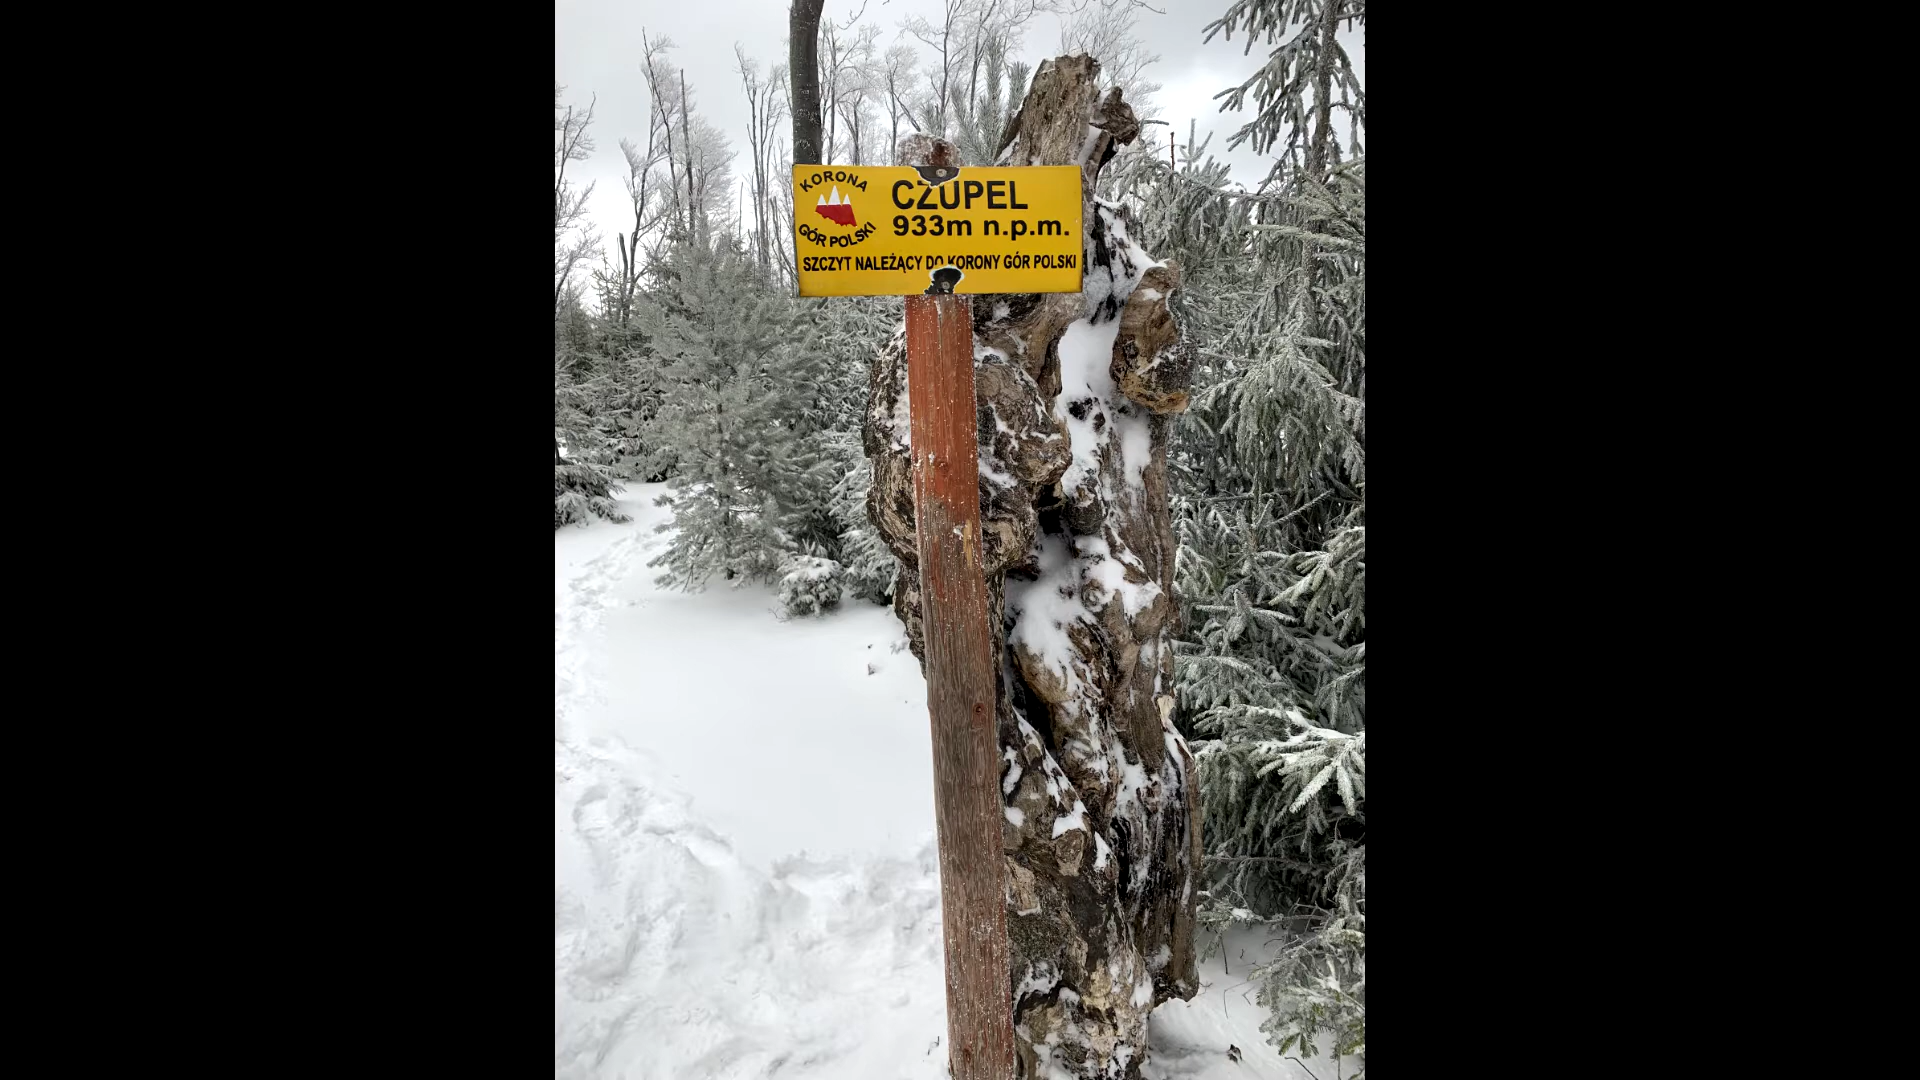 KORONA
GÓR POLSKI
CZUPEL
933m n.p.m.
SZCZYT NALEŻĄCY DO KORONY GÓR POLSKI